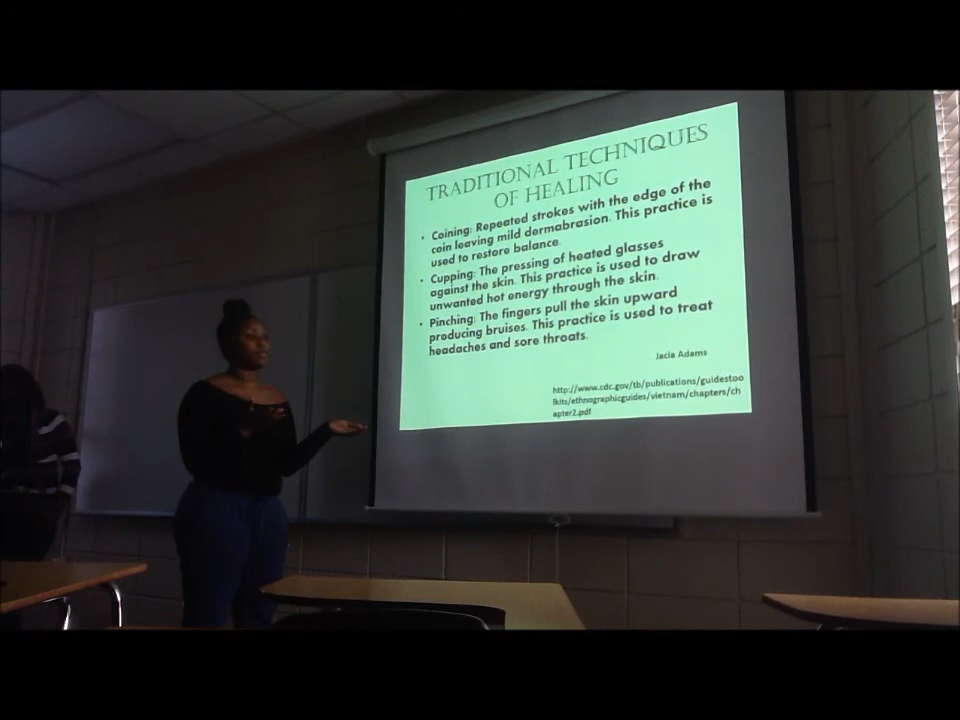 TRADITIONAL TECHNIQUES
OF HEALING
• Coining: Repeated strokes with the edge of the
coin leaving mild dermabrasion. This practice is
used to restore balance.
• Cupping: The pressing of heated glasses
against the skin. This practice is used to draw
unwanted hot energy through the skin.
• Pinching: The fingers pull the skin upward
producing bruises. This practice is used to treat
headaches and sore throats.
Jacia Adams
http://www.cdc.gov/tb/publications/guidestoo
lkits/ethnographicguides/vietnam/chapters/ch
apter2.pdf